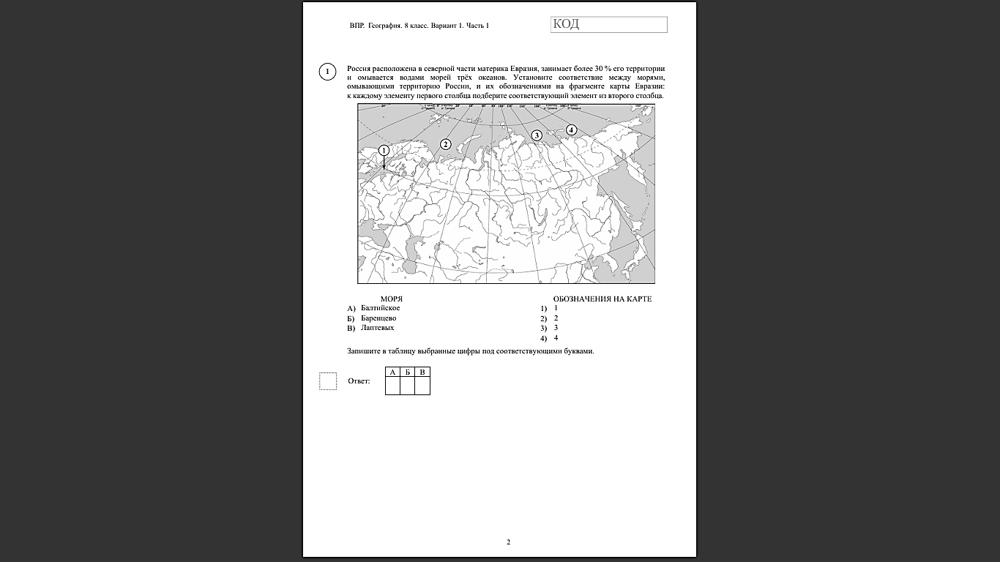 ВПР. География. 8 класс. Вариант 1. Часть 1
КОД
1
Россия расположена в северной части материка Евразия, занимает более 30 % его территории
и омывается водами морей трёх океанов. Установите соответствие между морями,
омывающими территорию России, и их обозначениями на фрагменте карты Евразии:
к каждому элементу первого столбца подберите соответствующий элемент из второго столбца.
1
2
3
4
МОРЯ
А) Балтийское
Б) Баренцево
В) Лаптевых
ОБОЗНАЧЕНИЯ НА КАРТЕ
1) 1
2) 2
3) 3
4) 4
Запишите в таблицу выбранные цифры под соответствующими буквами.
Ответ:
А Б В
2